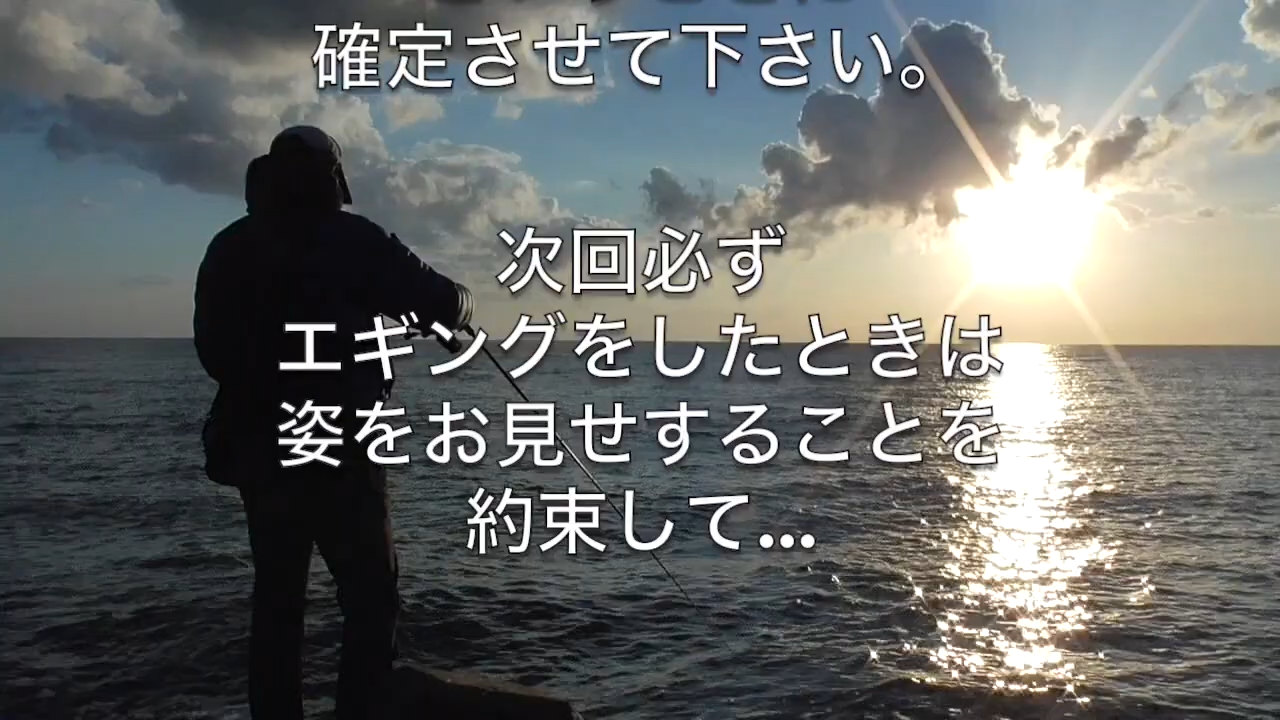 確定させて下さい。
次回必ず
エギングをしたときは
姿をお見せすることを
約束して...